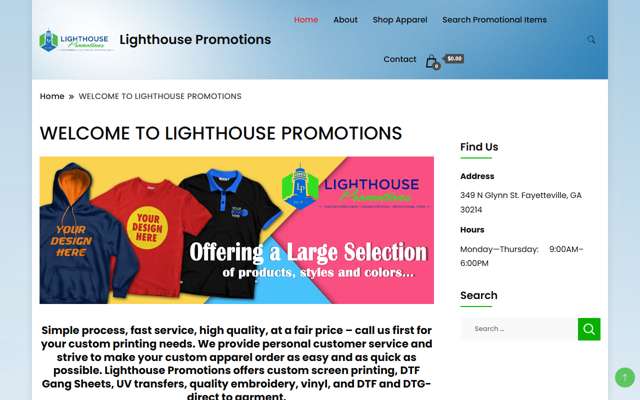 Home
About
Shop Apparel
Search Promotional Items
LIGHTHOUSE
Promotions
Lighthouse Promotions
Contact
0
$0.00
Home » WELCOME TO LIGHTHOUSE PROMOTIONS
WELCOME TO LIGHTHOUSE PROMOTIONS
YOUR
DESIGN
HERE
YOUR
DESIGN
HERE
LP
LIGHTHOUSE
Promotions
Offering a Large Selection
of products, styles and colors...
Simple process, fast service, high quality, at a fair price – call us first for
your custom printing needs. We provide personal customer service and
strive to make your custom apparel order as easy and as quick as
possible. Lighthouse Promotions offers custom screen printing, DTF
Gang Sheets, UV transfers, quality embroidery, vinyl, and DTF and DTG-
direct to garment.
Find Us
Address
349 N Glynn St. Fayetteville, GA
30214
Hours
Monday—Thursday: 9:00AM–
6:00PM
Search
Search …